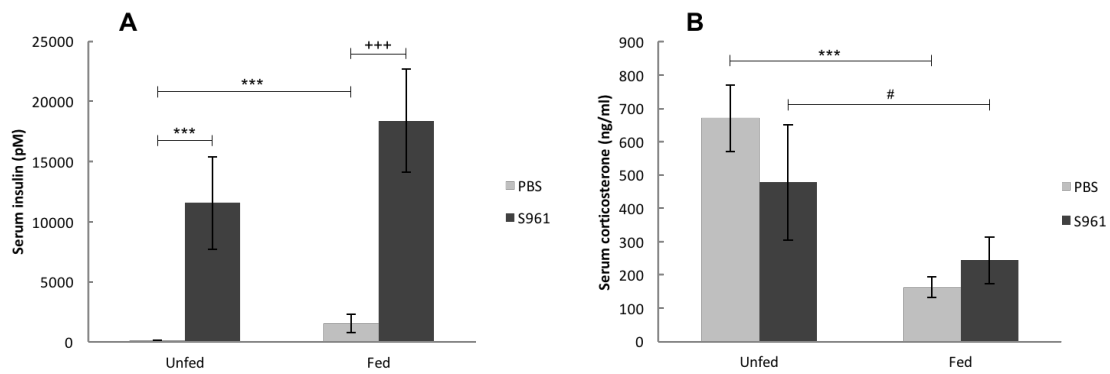 A
Serum insulin (pM)
25000
20000
15000
10000
5000
0
***
***
+++
Unfed
Fed
PBS
S961
B
Serum corticosterone (ng/ml)
900
800
700
600
500
400
300
200
100
0
***
#
Unfed
Fed
PBS
S961